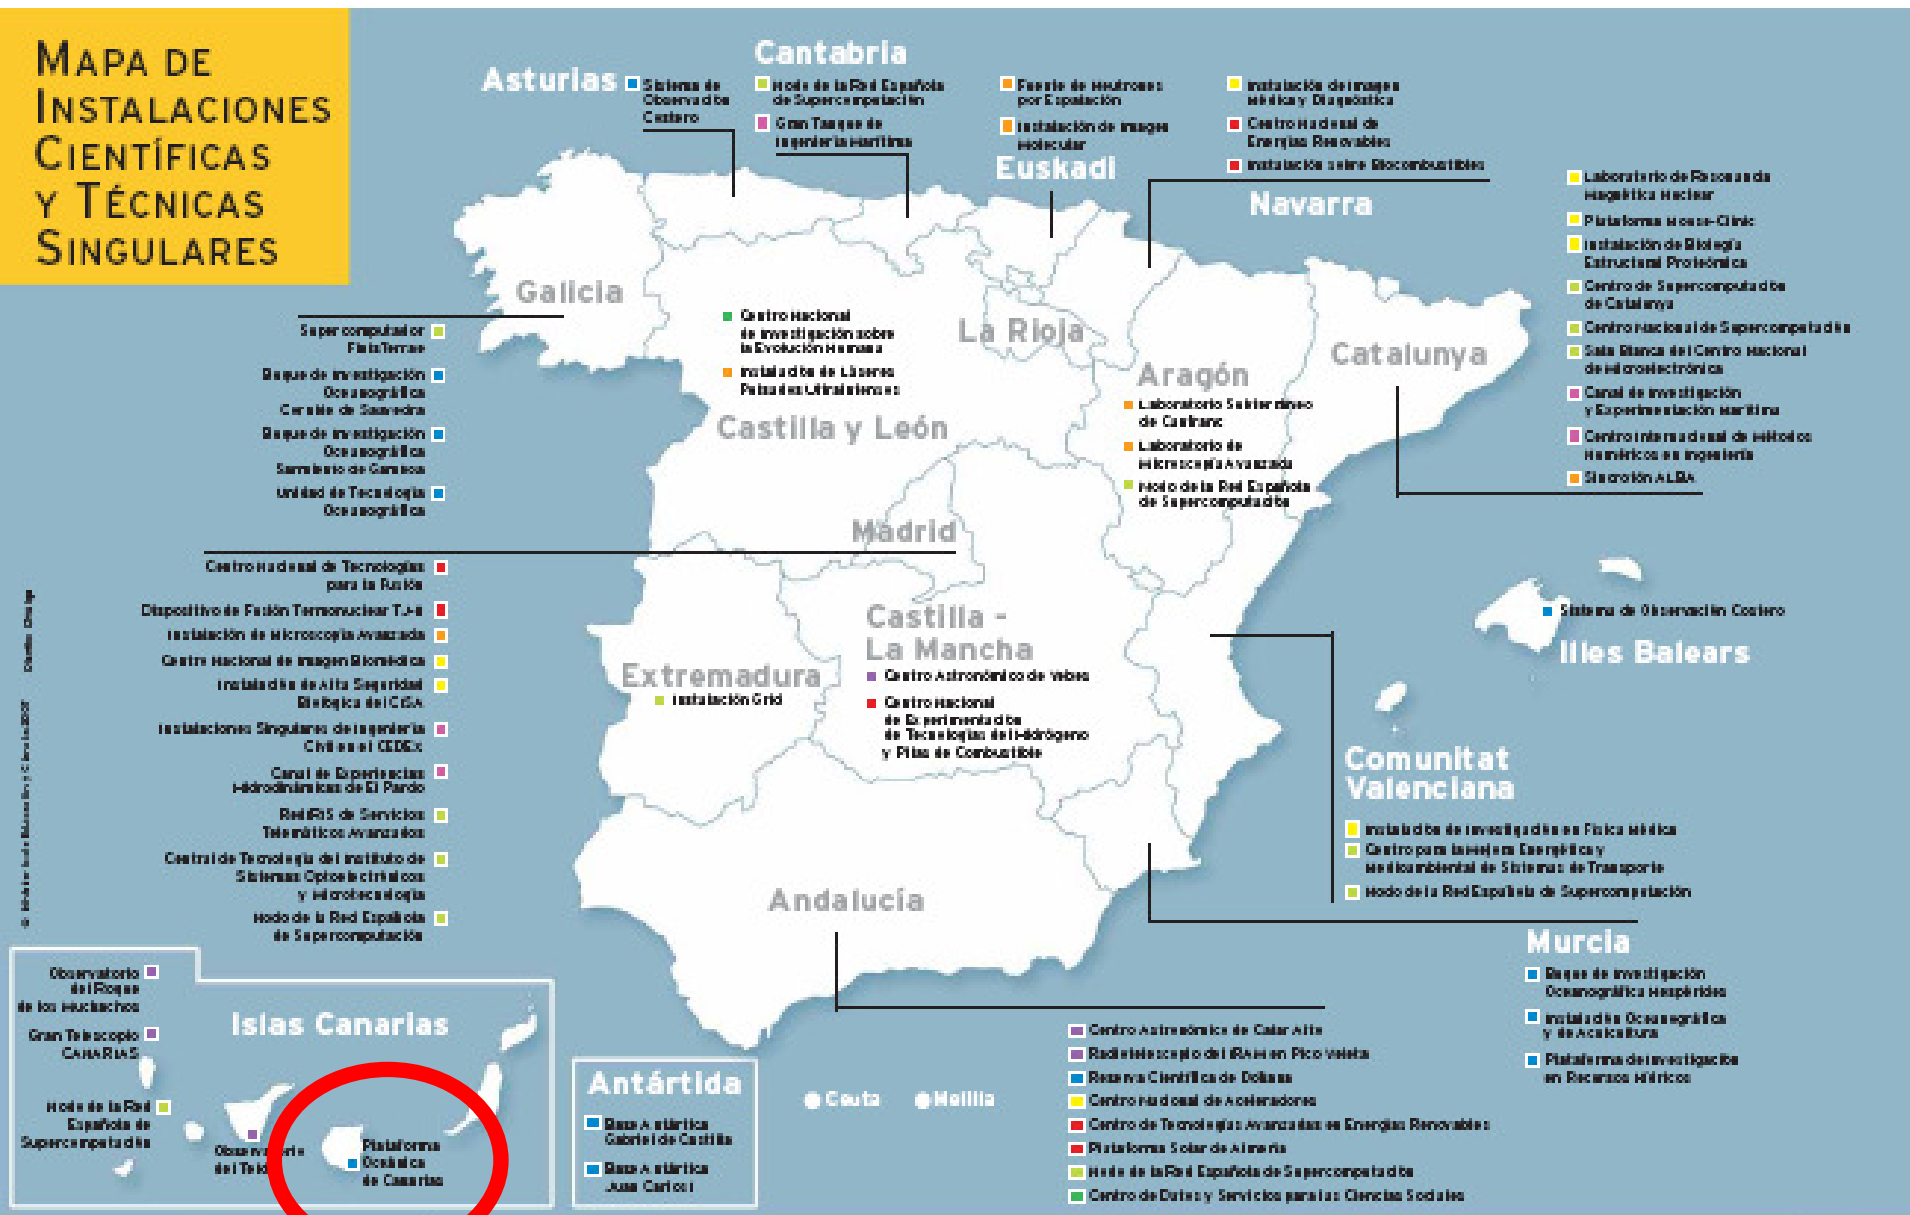 MAPA DE
INSTALACIONES
CIENTÍFICAS
Y TÉCNICAS
SINGULARES
Asturias
Sistema de
Observación
Costero
Cantabria
Nodo de la Red Española
de Supercomputación
Gran Tanque de
Ingeniería Marítima
Fuente de Neutrones
por Espalación
Instalación de Imagen
Molecular
Euskadi
Instalación de Imagen
Médica y Diagnóstica
Centro Nacional de
Energías Renovables
Instalación sobre Biocombustibles
Navarra
Laboratorio de Resonancia
Magnética Nuclear
Plataforma Mouse-Clinic
Instalación de Biología
Estructural Proteómica
Centro de Supercomputación
de Catalunya
Centro Nacional de Supercomputación
Sala Blanca del Centro Nacional
de Microelectrónica
Canal de Investigación
y Experimentación Marítima
Centro Internacional de Métodos
Numéricos en Ingeniería
Sincrotrón ALBA
Catalunya
Galicia
Supercomputador
FinisTerrae
Buque de Investigación
Oceanográfica
Cornide de Saavedra
Buque de Investigación
Oceanográfica
Sarmiento de Gamboa
Unidad de Tecnología
Oceanográfica
Centro Nacional
de Investigación sobre
la Evolución Humana
Instalación de Láseres
Pulsados Ultraintensos
Castilla y León
La Rioja
Aragón
Laboratorio Subterráneo
de Canfranc
Laboratorio de
Microscopía Avanzada
Nodo de la Red Española
de Supercomputación
Madrid
Centro Nacional de Tecnologías
para la Fusión
Dispositivo de Fusión Termonuclear TJ-II
Instalación de Microscopía Avanzada
Centro Nacional de Imagen Biomédica
Instalación de Alta Seguridad
Biológica del CISA
Instalaciones Singulares de Ingeniería
Civil en el CEDEX
Canal de Experiencias
Hidrodinámicas de El Pardo
RedIRIS de Servicios
Telemáticos Avanzados
Central de Tecnología del Instituto de
Sistemas Optoelectrónicos
y Microtecnología
Nodo de la Red Española
de Supercomputación
Castilla -
La Mancha
Centro Astronómico de Yebes
Centro Nacional
de Experimentación
de Tecnologías de Hidrógeno
y Pilas de Combustible
Extremadura
Instalación Grid
Sistema de Observación Costero
Illes Balears
Comunitat
Valenciana
Instalación de Investigación en Física Médica
Centro para la Mejora Energética y
Medioambiental de Sistemas de Transporte
Nodo de la Red Española de Supercomputación
Murcia
Buque de Investigación
Oceanográfica Hespérides
Instalación Oceanográfica
y de Acuicultura
Plataforma de Investigación
en Recursos Hídricos
Andalucía
Centro Astronómico de Calar Alto
Radiotelescopio del IRAM en Pico Veleta
Reserva Científica de Doñana
Centro Nacional de Aceleradores
Centro de Tecnologías Avanzadas en Energías Renovables
Plataforma Solar de Almería
Nodo de la Red Española de Supercomputación
Centro de Datos y Servicios para las Ciencias Sociales
Ceuta
Melilla
Antártida
Base Antártica
Gabriel de Castilla
Base Antártica
Juan Carlos I
Islas Canarias
Observatorio
del Roque
de los Muchachos
Gran Telescopio
CANARIAS
Nodo de la Red
Española de
Supercomputación
Observatorio
del Teide
Plataforma
Oceánica
de Canarias